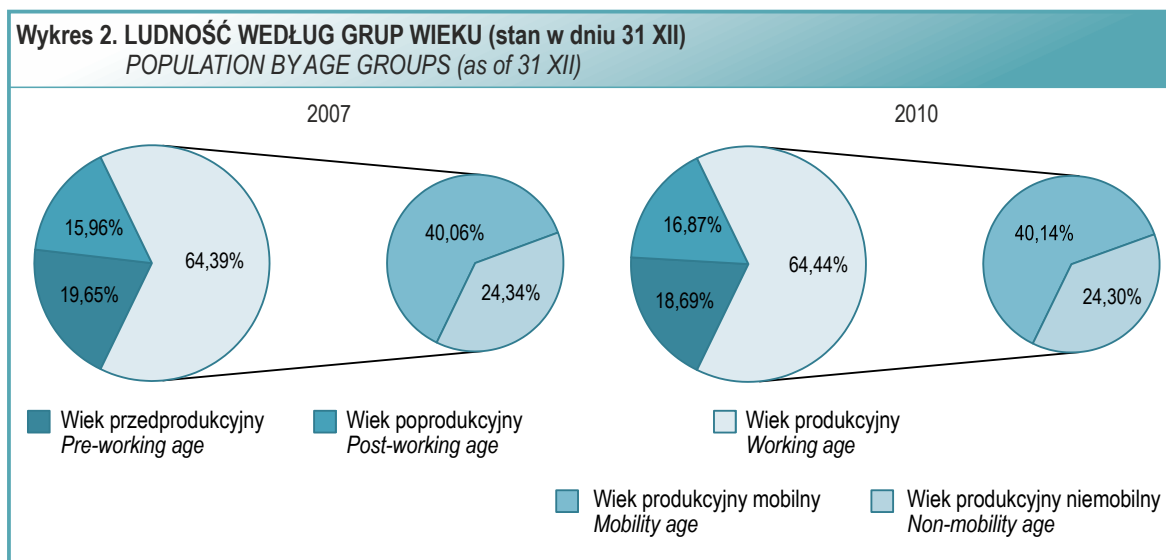 Wykres 2. LUDNOŚĆ WEDŁUG GRUP WIEKU (stan w dniu 31 XII)
POPULATION BY AGE GROUPS (as of 31 XII)
2007
15,96%
64,39%
19,65%
40,06%
24,34%
2010
16,87%
64,44%
18,69%
40,14%
24,30%
Wiek przedprodukcyjny
Pre-working age
Wiek poprodukcyjny
Post-working age
Wiek produkcyjny
Working age
Wiek produkcyjny mobilny
Mobility age
Wiek produkcyjny niemobilny
Non-mobility age